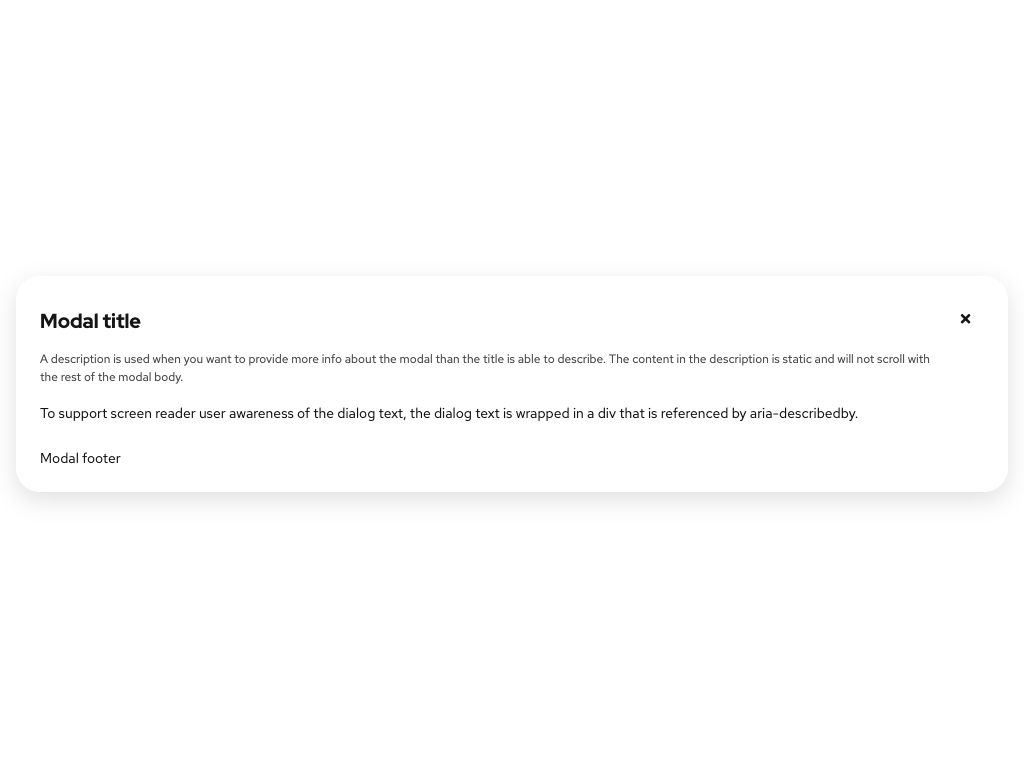 Modal title
A description is used when you want to provide more info about the modal than the title is able to describe. The content in the description is static and will not scroll with
the rest of the modal body.
To support screen reader user awareness of the dialog text, the dialog text is wrapped in a div that is referenced by aria-describedby.
Modal footer